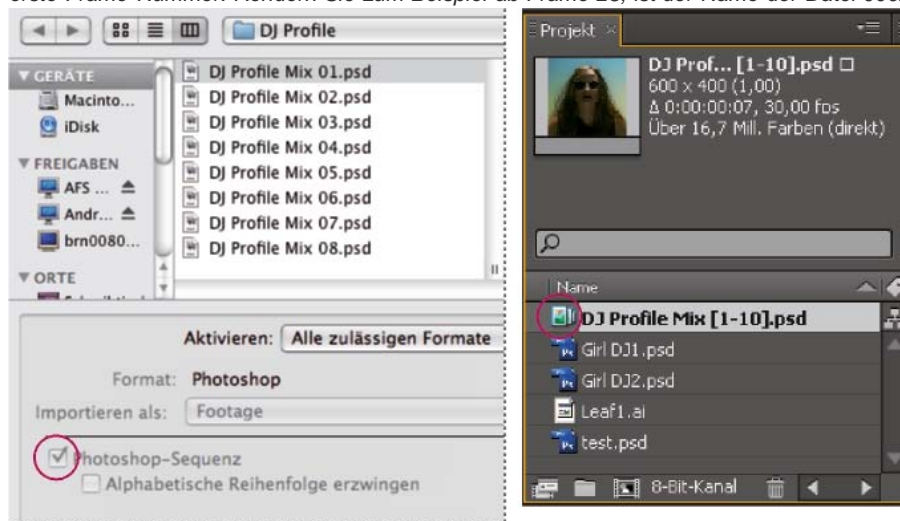 DJ Profile
▼ GERÄTE
Macinto...
iDisk
▼ FREIGABEN
AFS ...
Andr...
brn0080...
▼ ORTE
DJ Profile Mix 01.psd
DJ Profile Mix 02.psd
DJ Profile Mix 03.psd
DJ Profile Mix 04.psd
DJ Profile Mix 05.psd
DJ Profile Mix 06.psd
DJ Profile Mix 07.psd
DJ Profile Mix 08.psd
Aktivieren: Alle zulässigen Formate
Format: Photoshop
Importieren als: Footage
Photoshop-Sequenz
Alphabetische Reihenfolge erzwingen
Projekt ×
DJ Prof... [1-10].psd
600 x 400 (1,00)
Δ 0:00:00:07, 30,00 fps
Über 16,7 Mill. Farben (direkt)
Name
DJ Profile Mix [1-10].psd
Girl DJ1.psd
Girl DJ2.psd
Leaf1.ai
test.psd
8-Bit-Kanal